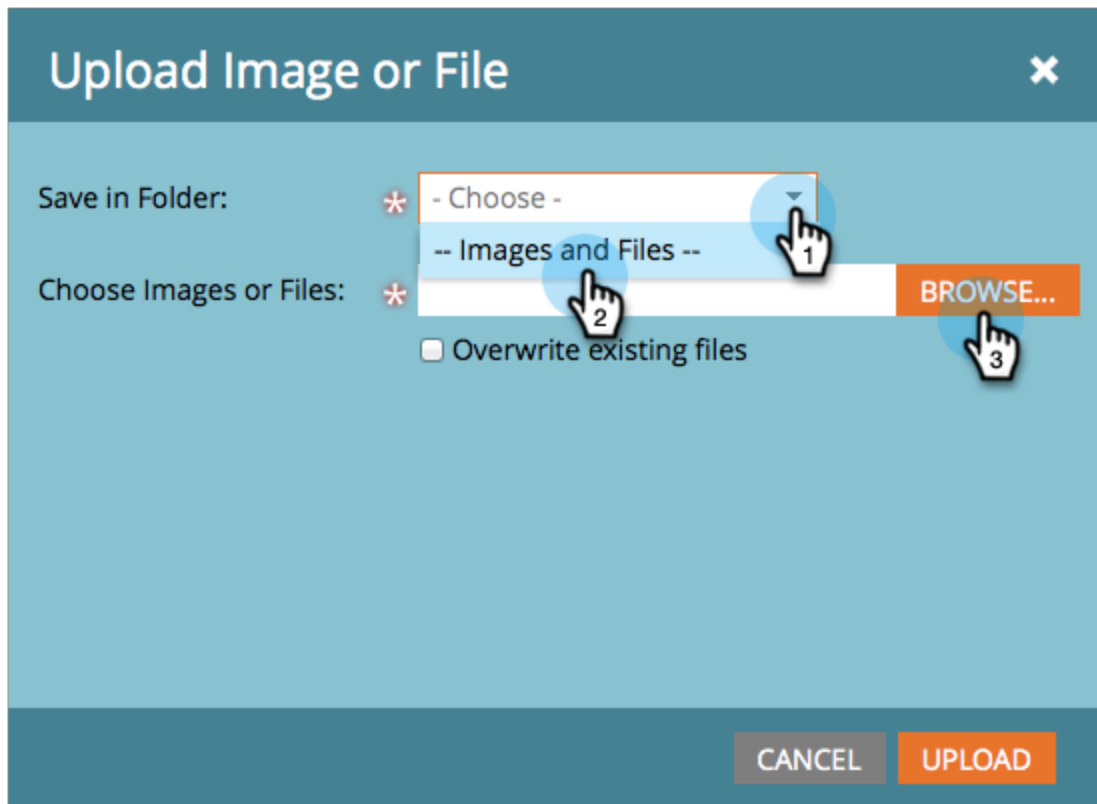 Upload Image or File
Save in Folder: * - Choose -
1
-- Images and Files --
2
Choose Images or Files: * BROWSE...
3
Overwrite existing files
CANCEL UPLOAD